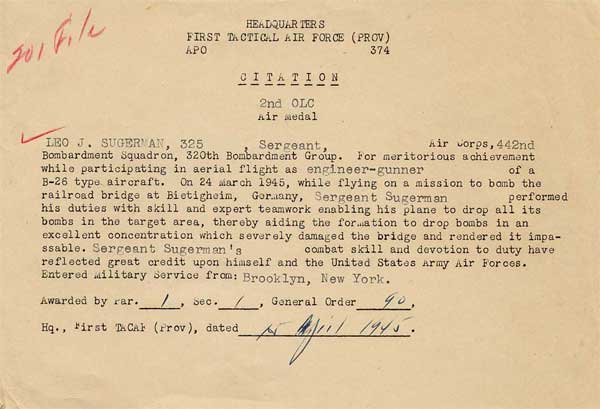 201 File
HEADQUARTERS
FIRST TACTICAL AIR FORCE (PROV)
APO 374
CITATION
2nd OLC
Air Medal
LEO J. SUGERMAN, 325 , Sergeant, Air Corps, 442nd
Bombardment Squadron, 320th Bombardment Group. For meritorious achievement
while participating in aerial flight as engineer-gunner of a
B-26 type aircraft. On 24 March 1945, while flying on a mission to bomb the
railroad bridge at Bietigheim, Germany, Sergeant Sugerman performed
his duties with skill and expert teamwork enabling his plane to drop all its
bombs in the target area, thereby aiding the formation to drop bombs in an
excellent concentration which severely damaged the bridge and rendered it impa-
ssable. Sergeant Sugerman's combat skill and devotion to duty have
reflected great credit upon himself and the United States Army Air Forces.
Entered Military Service from: Brooklyn, New York.
Awarded by Par. 1, Sec. 1, General Order 90,
Hq., First TACAF (Prov), dated 15 April 1945.